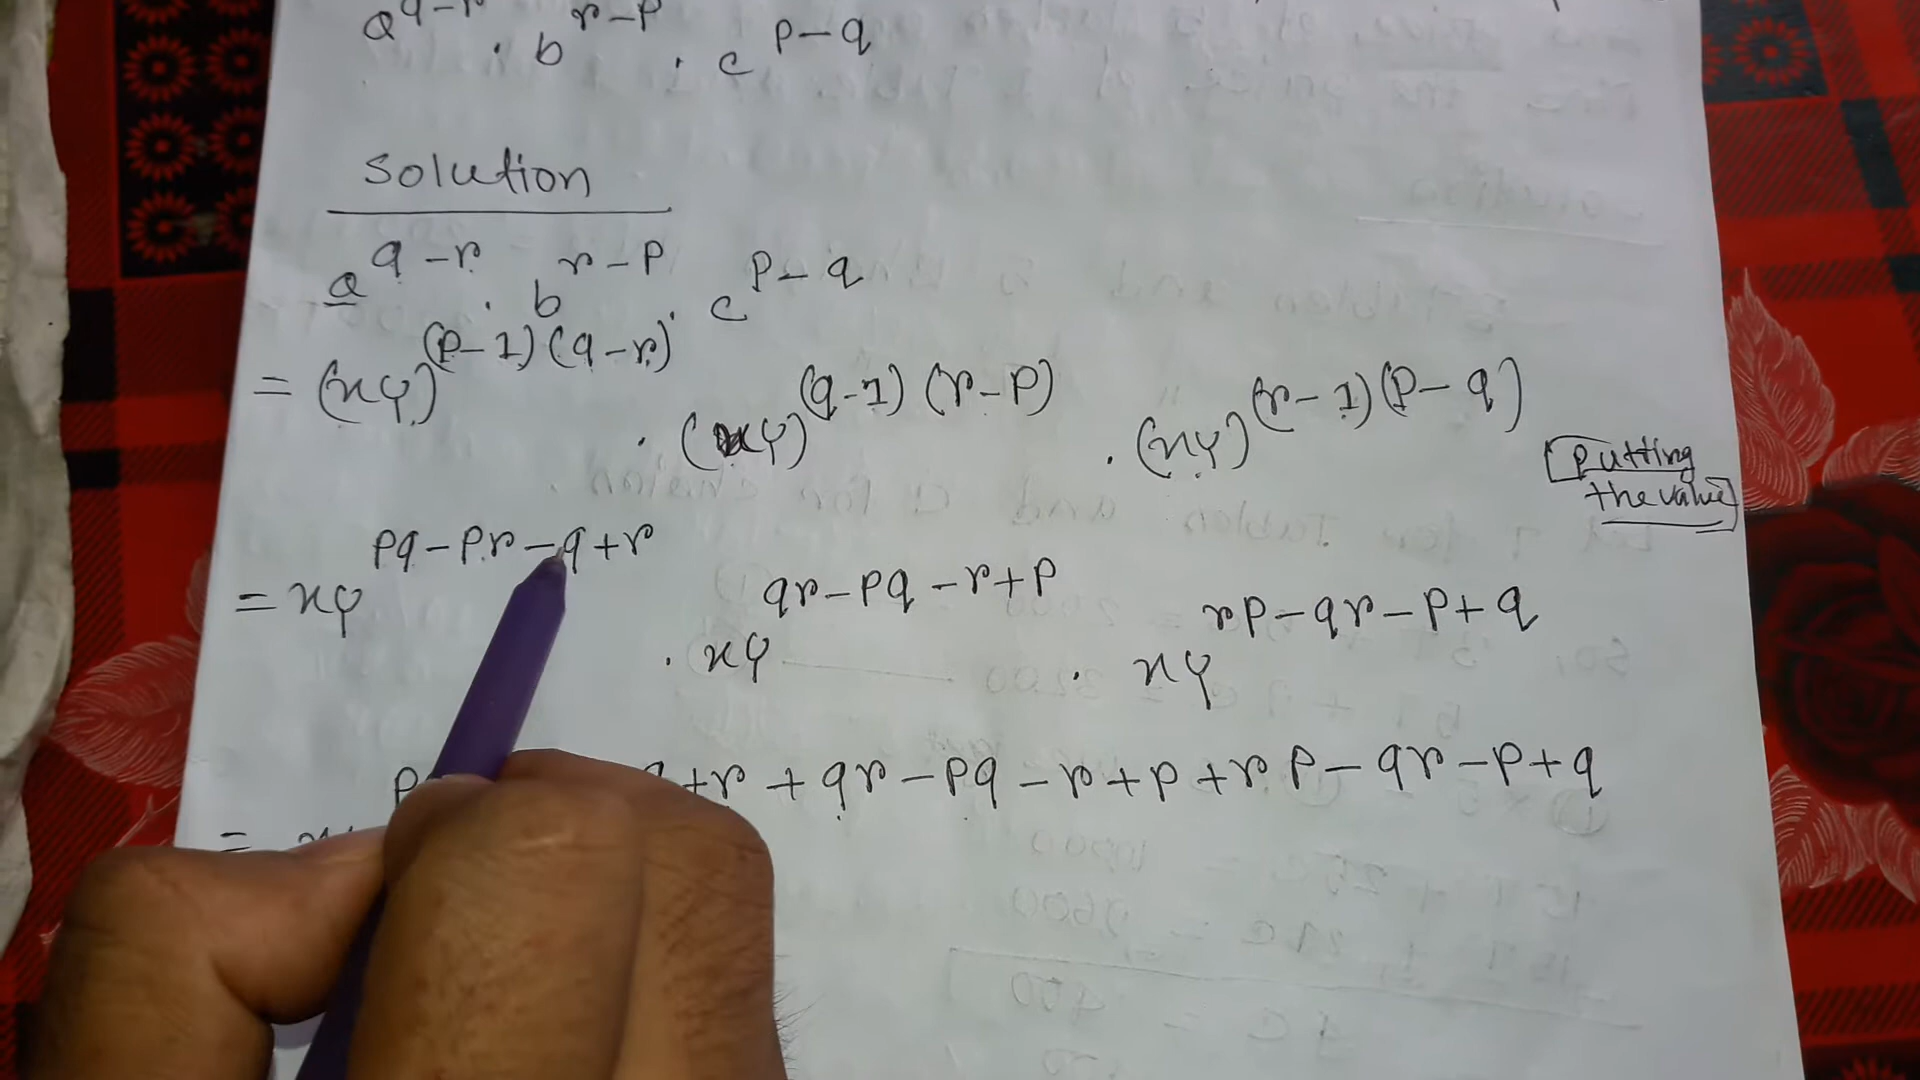 a^{q-r} . b^{r-p} . c^{p-q}
Solution
a^{q-r} . b^{r-p} . c^{p-q}
= (xy)^{(p-1)(q-r)} . (xy)^{(q-1)(r-p)} . (xy)^{(r-1)(p-q)} [Putting
the value]
= xy^{pq-pr-q+r} . xy^{qr-pq-r+p} . xy^{rp-qr-p+q}
= +r+qr-pq-r+p+rp-qr-p+q